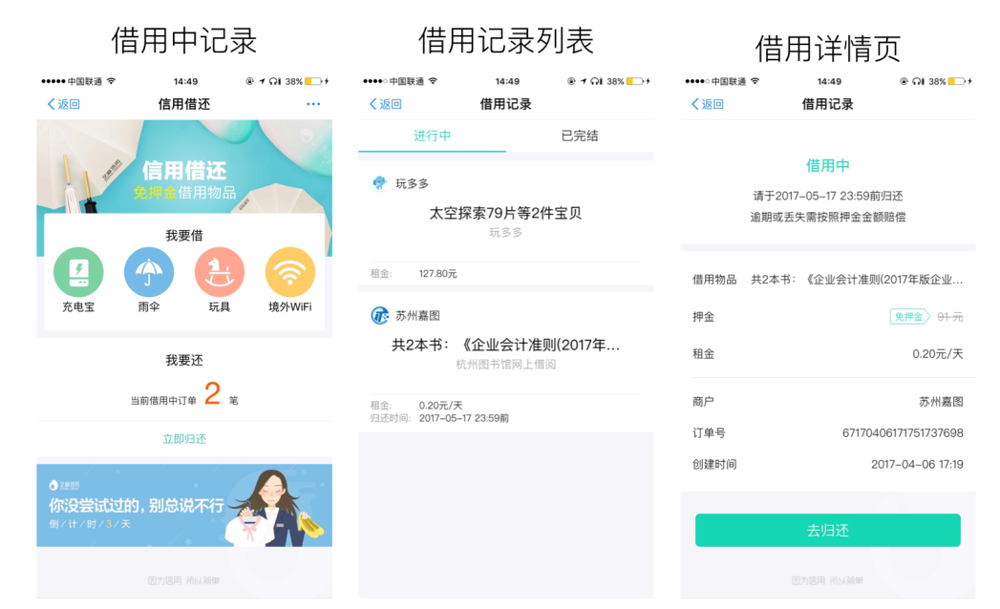 借用中记录
中国联通 14:49 38%
返回 信用借还 ...
芝麻信用
信用借还
免押金借用物品
我要借
充电宝 雨伞 玩具 境外WiFi
我要还
当前借用中订单 2 笔
立即归还
芝麻信用
你没尝试过的，别总说不行
倒/计/时/3/天
因为信用 所以简单
借用记录列表
中国联通 14:49 38%
返回 借用记录
进行中 已完结
玩多多
太空探索79片等2件宝贝
玩多多
租金: 127.80元
苏州嘉图
共2本书：《企业会计准则(2017年...
杭州图书馆网上借阅
租金: 0.20元/天
归还时间: 2017-05-17 23:59前
借用详情页
中国联通 14:49 38%
返回 借用记录
借用中
请于2017-05-17 23:59前归还
逾期或丢失需按照押金金额赔偿
借用物品 共2本书：《企业会计准则(2017年版企业...
押金 免押金 91 元
租金 0.20元/天
商户 苏州嘉图
订单号 67170406171751737698
创建时间 2017-04-06 17:19
去归还
因为信用 所以简单